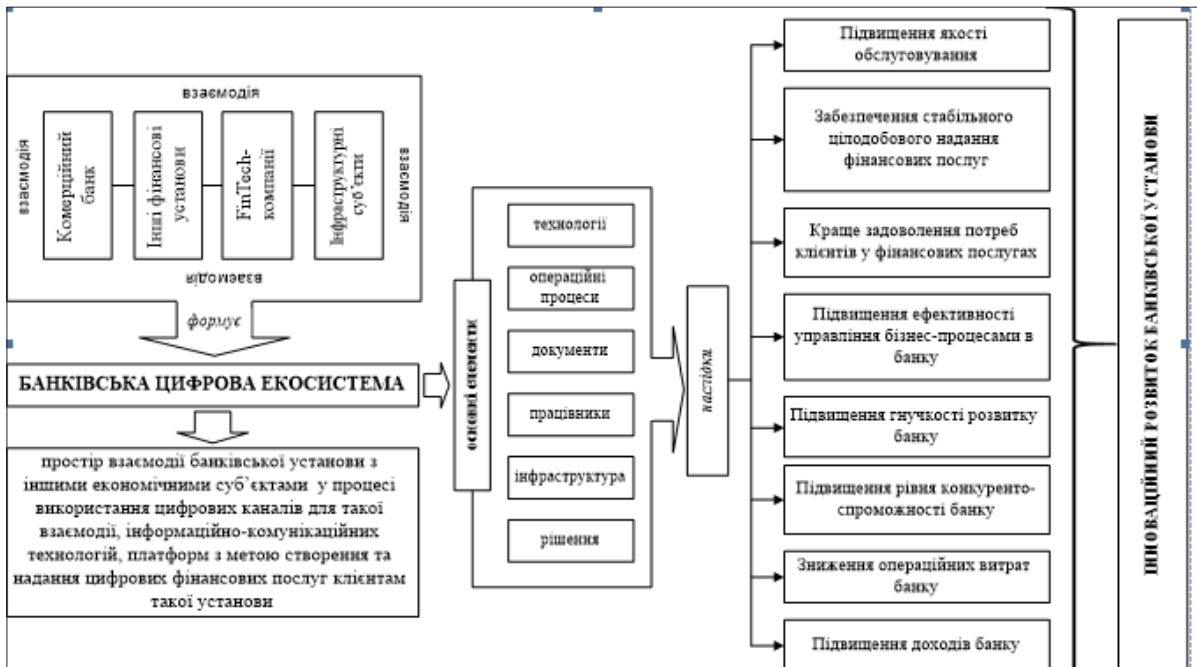 взаємодія
взаємодія
Комерційний
банк
Інші фінансові
установи
FinTech-
компанії
Інфраструктурні
суб’єкти
взаємодія
взаємодія
формує
БАНКІВСЬКА ЦИФРОВА ЕКОСИСТЕМА
простір взаємодії банківської установи з
іншими економічними суб’єктами у процесі
використання цифрових каналів для такої
взаємодії, інформаційно-комунікаційних
технологій, платформ з метою створення та
надання цифрових фінансових послуг клієнтам
такої установи
основні елементи
технології
операційні
процеси
документи
працівники
інфраструктура
рішення
наслідки
Підвищення якості
обслуговування
Забезпечення стабільного
цілодобового надання
фінансових послуг
Краще задоволення потреб
клієнтів у фінансових послугах
Підвищення ефективності
управління бізнес-процесами в
банку
Підвищення гнучкості розвитку
банку
Підвищення рівня конкуренто-
спроможності банку
Зниження операційних витрат
банку
Підвищення доходів банку
ІННОВАЦІЙНИЙ РОЗВИТОК БАНКІВСЬКОЇ УСТАНОВИ